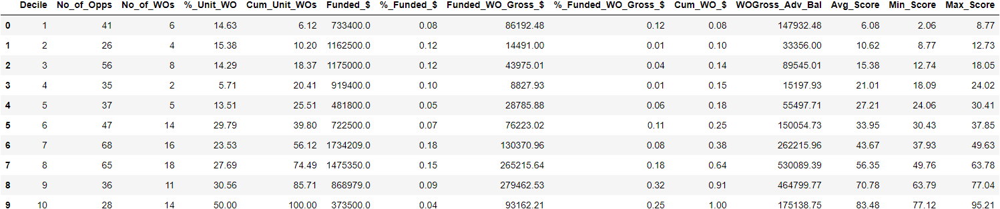 Decile No_of_Opps No_of_WOs %_Unit_WO Cum_Unit_WOs Funded_$ %_Funded_$ Funded_WO_Gross_$ %_Funded_WO_Gross_$ Cum_WO_$ WOGross_Adv_Bal Avg_Score Min_Score Max_Score
0 1 41 6 14.63 6.12 733400.0 0.08 86192.48 0.12 0.08 147932.48 6.08 2.06 8.77
1 2 26 4 15.38 10.20 1162500.0 0.12 14491.00 0.01 0.10 33356.00 10.62 8.77 12.73
2 3 56 8 14.29 18.37 1175000.0 0.12 43975.01 0.04 0.14 89545.01 15.38 12.74 18.05
3 4 35 2 5.71 20.41 919400.0 0.10 8827.93 0.01 0.15 15197.93 21.01 18.09 24.02
4 5 37 5 13.51 25.51 481800.0 0.05 28785.88 0.06 0.18 55497.71 27.21 24.06 30.41
5 6 47 14 29.79 39.80 722500.0 0.07 76223.02 0.11 0.25 150054.73 33.95 30.43 37.85
6 7 68 16 23.53 56.12 1734209.0 0.18 130370.96 0.08 0.38 262215.96 43.67 37.93 49.63
7 8 65 18 27.69 74.49 1475350.0 0.15 265215.64 0.18 0.64 530089.39 56.35 49.76 63.78
8 9 36 11 30.56 85.71 868979.0 0.09 279462.53 0.32 0.91 464799.77 70.78 63.79 77.04
9 10 28 14 50.00 100.00 373500.0 0.04 93162.21 0.25 1.00 175138.75 83.48 77.12 95.21